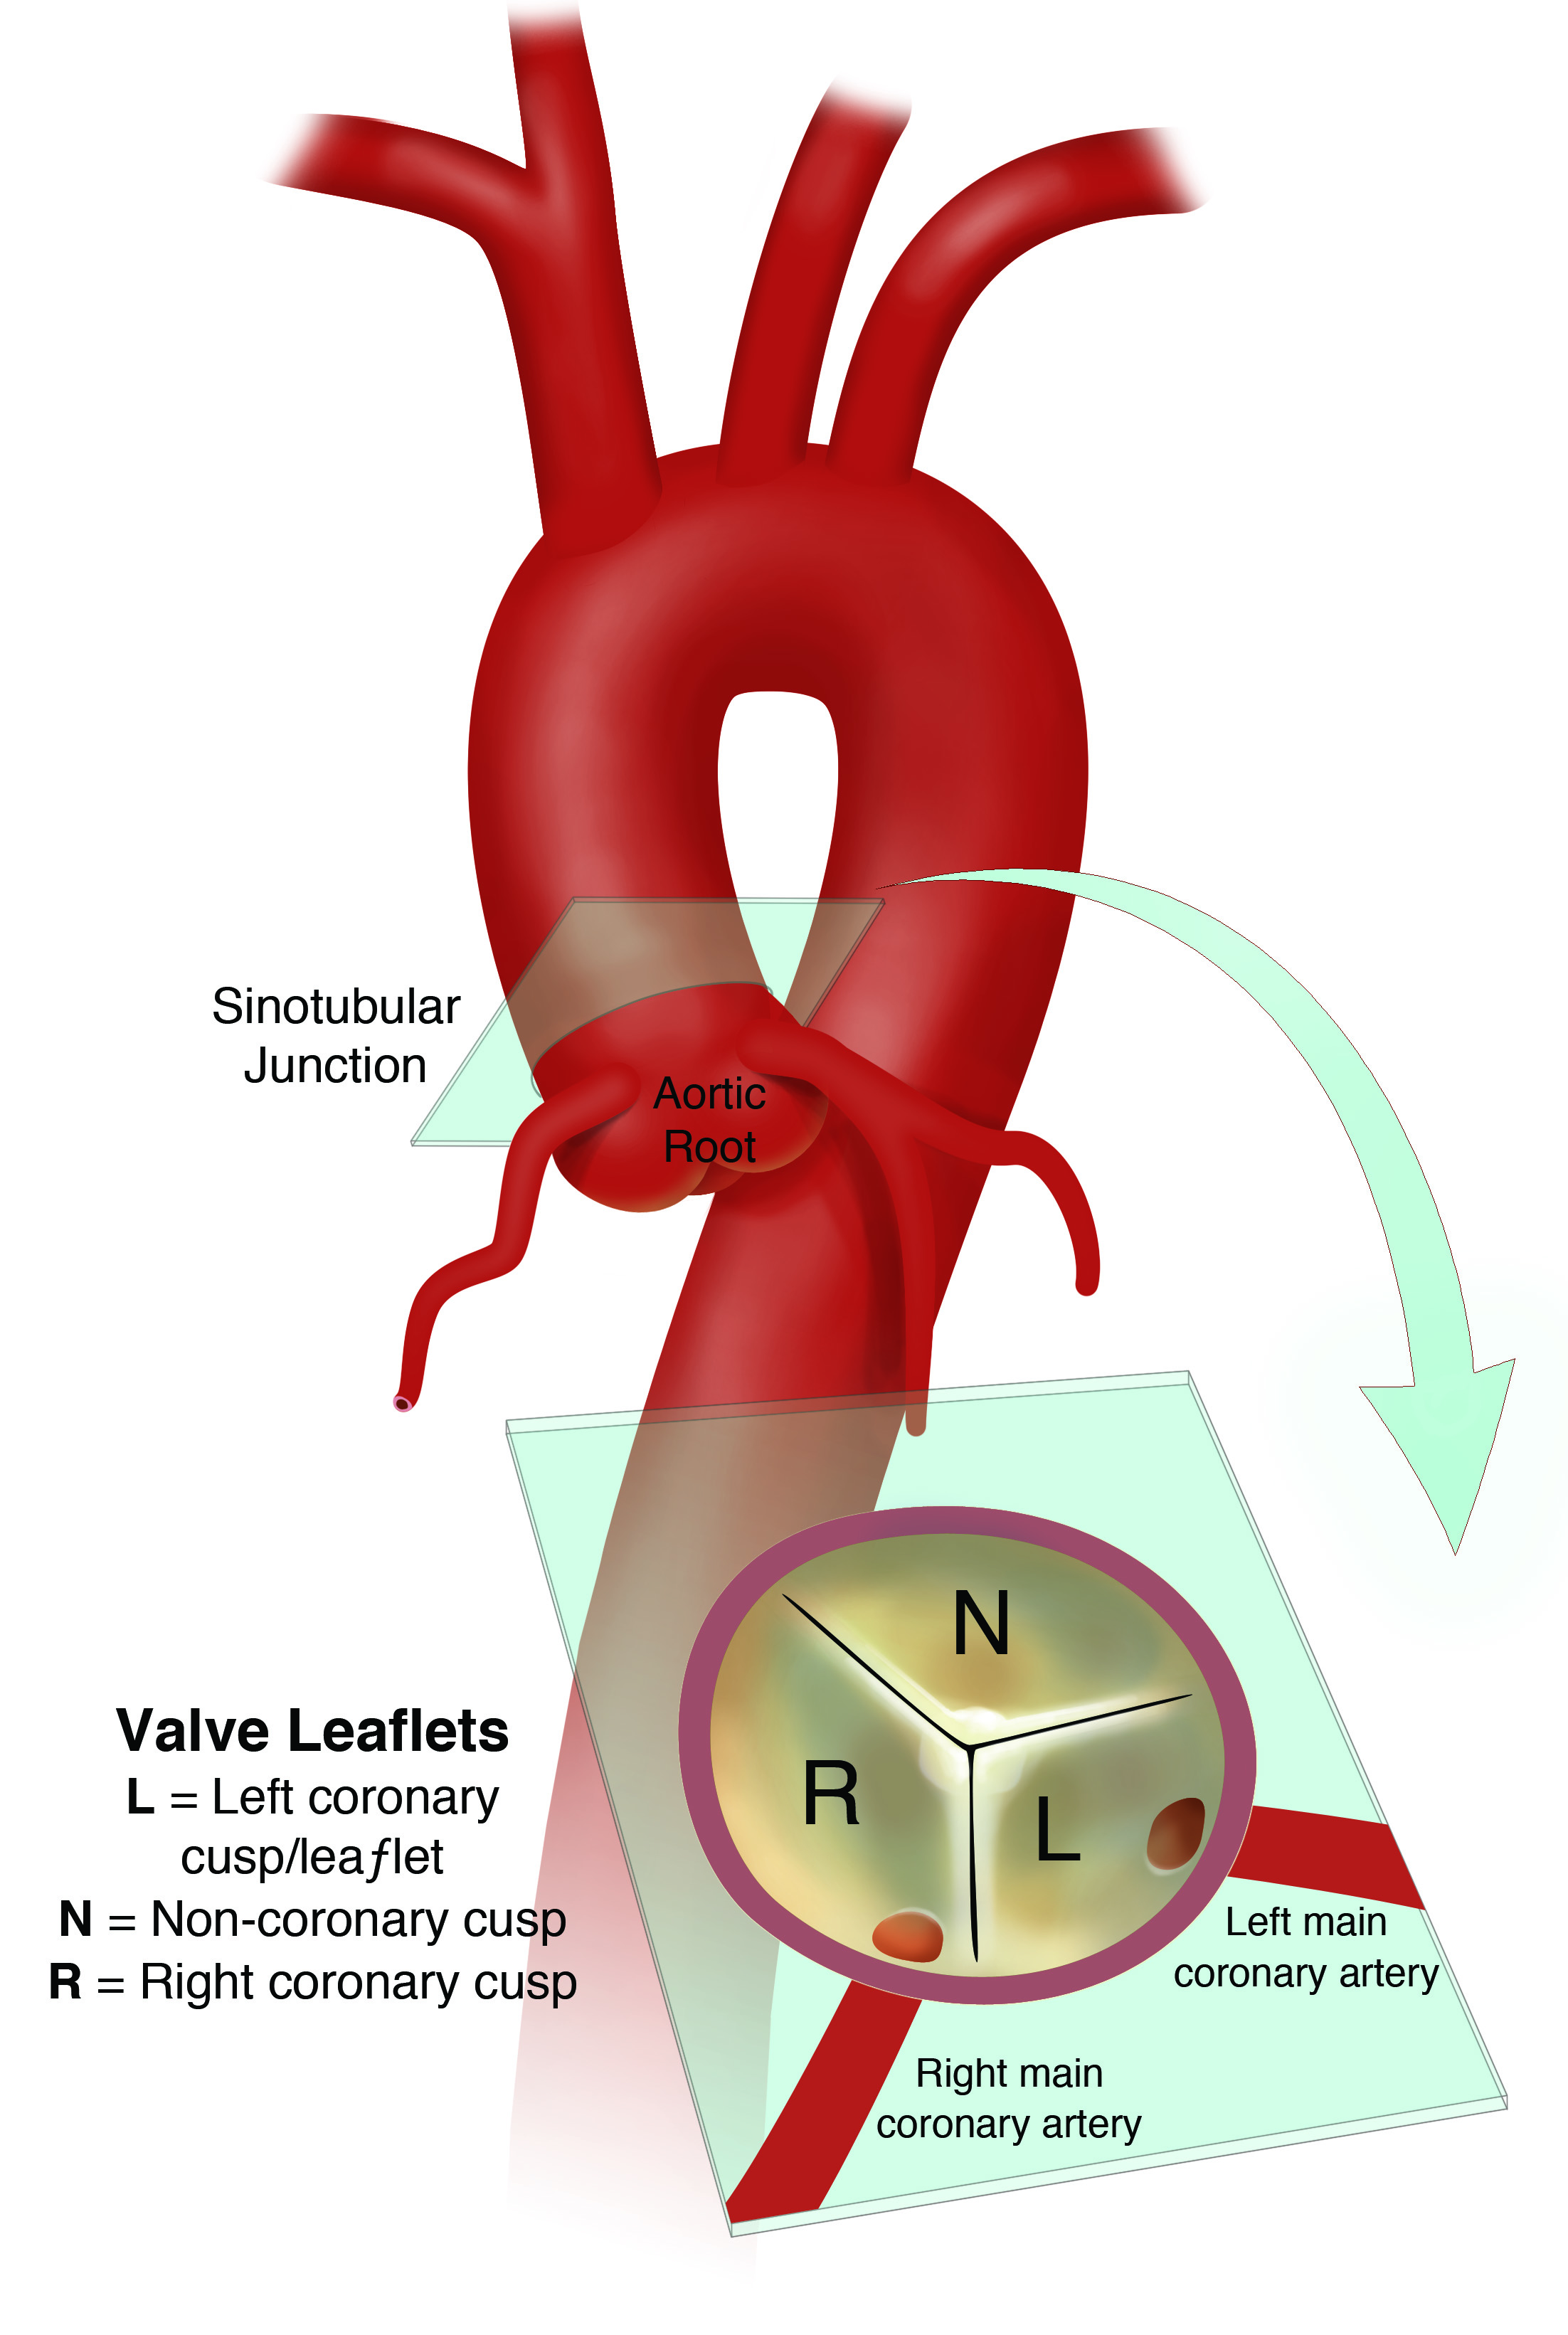 Sinotubular
Junction
Aortic
Root
N
R
L
Valve Leaflets
L = Left coronary
cusp/leaƒlet
N = Non-coronary cusp
R = Right coronary cusp
Left main
coronary artery
Right main
coronary artery